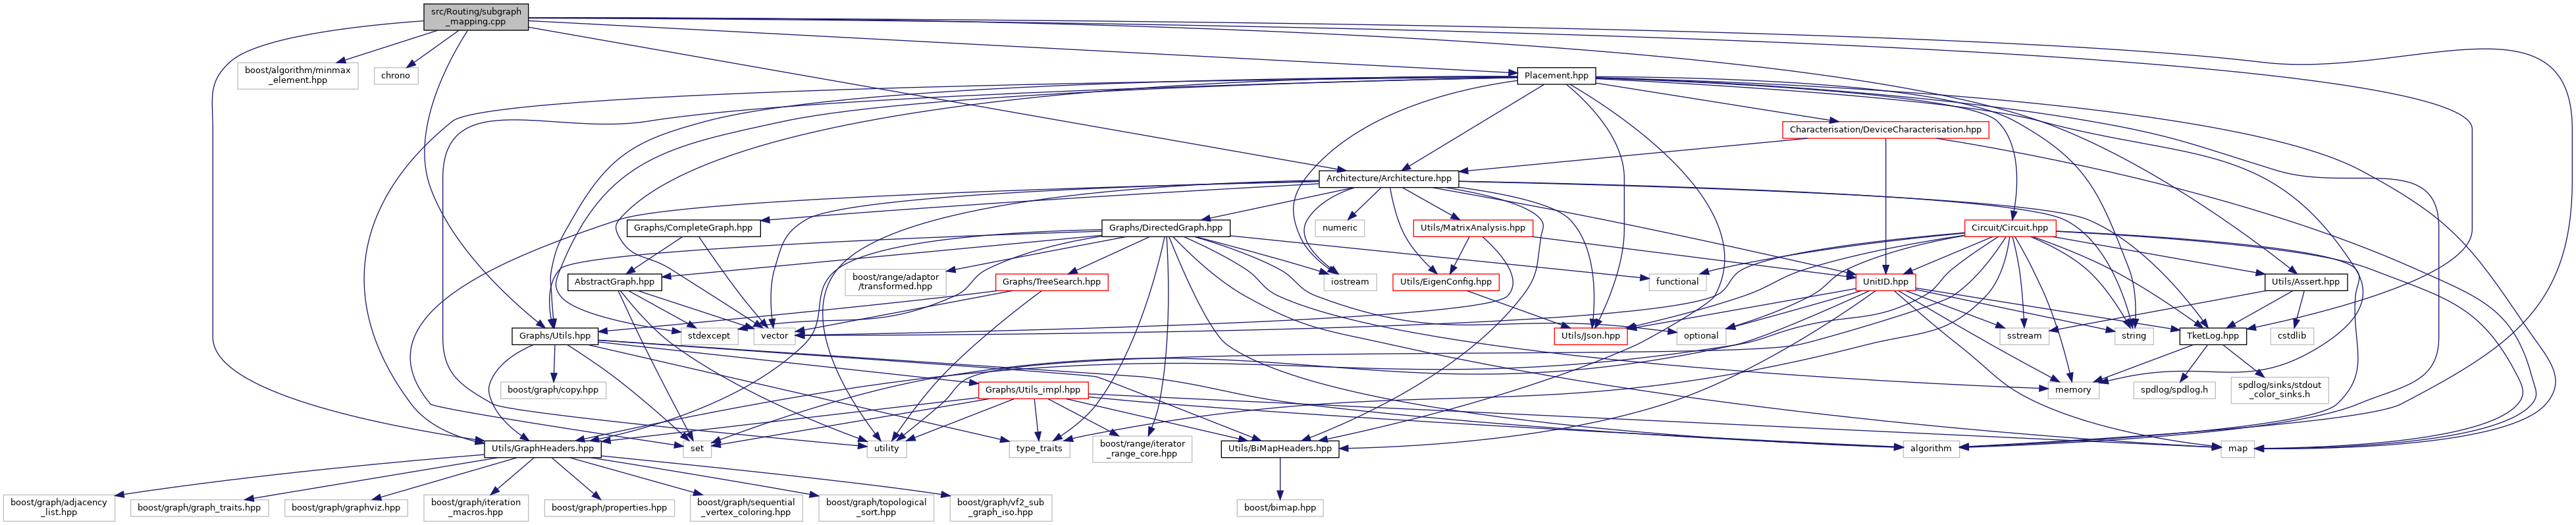 src/Routing/subgraph
_mapping.cpp
boost/algorithm/minmax
_element.hpp
chrono
Placement.hpp
Characterisation/DeviceCharacterisation.hpp
Architecture/Architecture.hpp
Graphs/CompleteGraph.hpp
Graphs/DirectedGraph.hpp
numeric
Utils/MatrixAnalysis.hpp
Circuit/Circuit.hpp
AbstractGraph.hpp
boost/range/adaptor
/transformed.hpp
Graphs/TreeSearch.hpp
iostream
Utils/EigenConfig.hpp
functional
UnitID.hpp
Utils/Assert.hpp
Graphs/Utils.hpp
stdexcept
vector
Utils/Json.hpp
optional
sstream
string
TketLog.hpp
cstdlib
boost/graph/copy.hpp
Graphs/Utils_impl.hpp
memory
spdlog/spdlog.h
spdlog/sinks/stdout
_color_sinks.h
Utils/GraphHeaders.hpp
set
utility
type_traits
boost/range/iterator
_range_core.hpp
Utils/BiMapHeaders.hpp
algorithm
map
boost/graph/adjacency
_list.hpp
boost/graph/graph_traits.hpp
boost/graph/graphviz.hpp
boost/graph/iteration
_macros.hpp
boost/graph/properties.hpp
boost/graph/sequential
_vertex_coloring.hpp
boost/graph/topological
_sort.hpp
boost/graph/vf2_sub
_graph_iso.hpp
boost/bimap.hpp